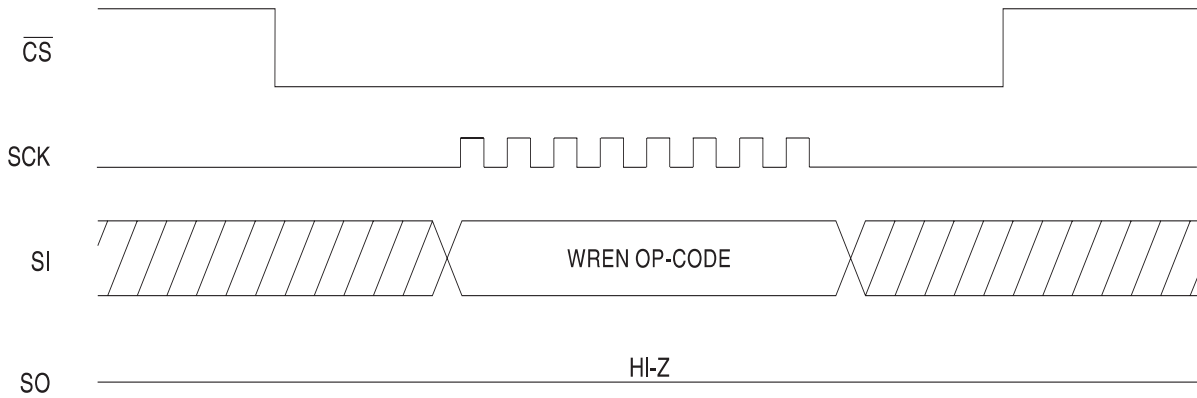 CS
SCK
SI
WREN OP-CODE
HI-Z
SO